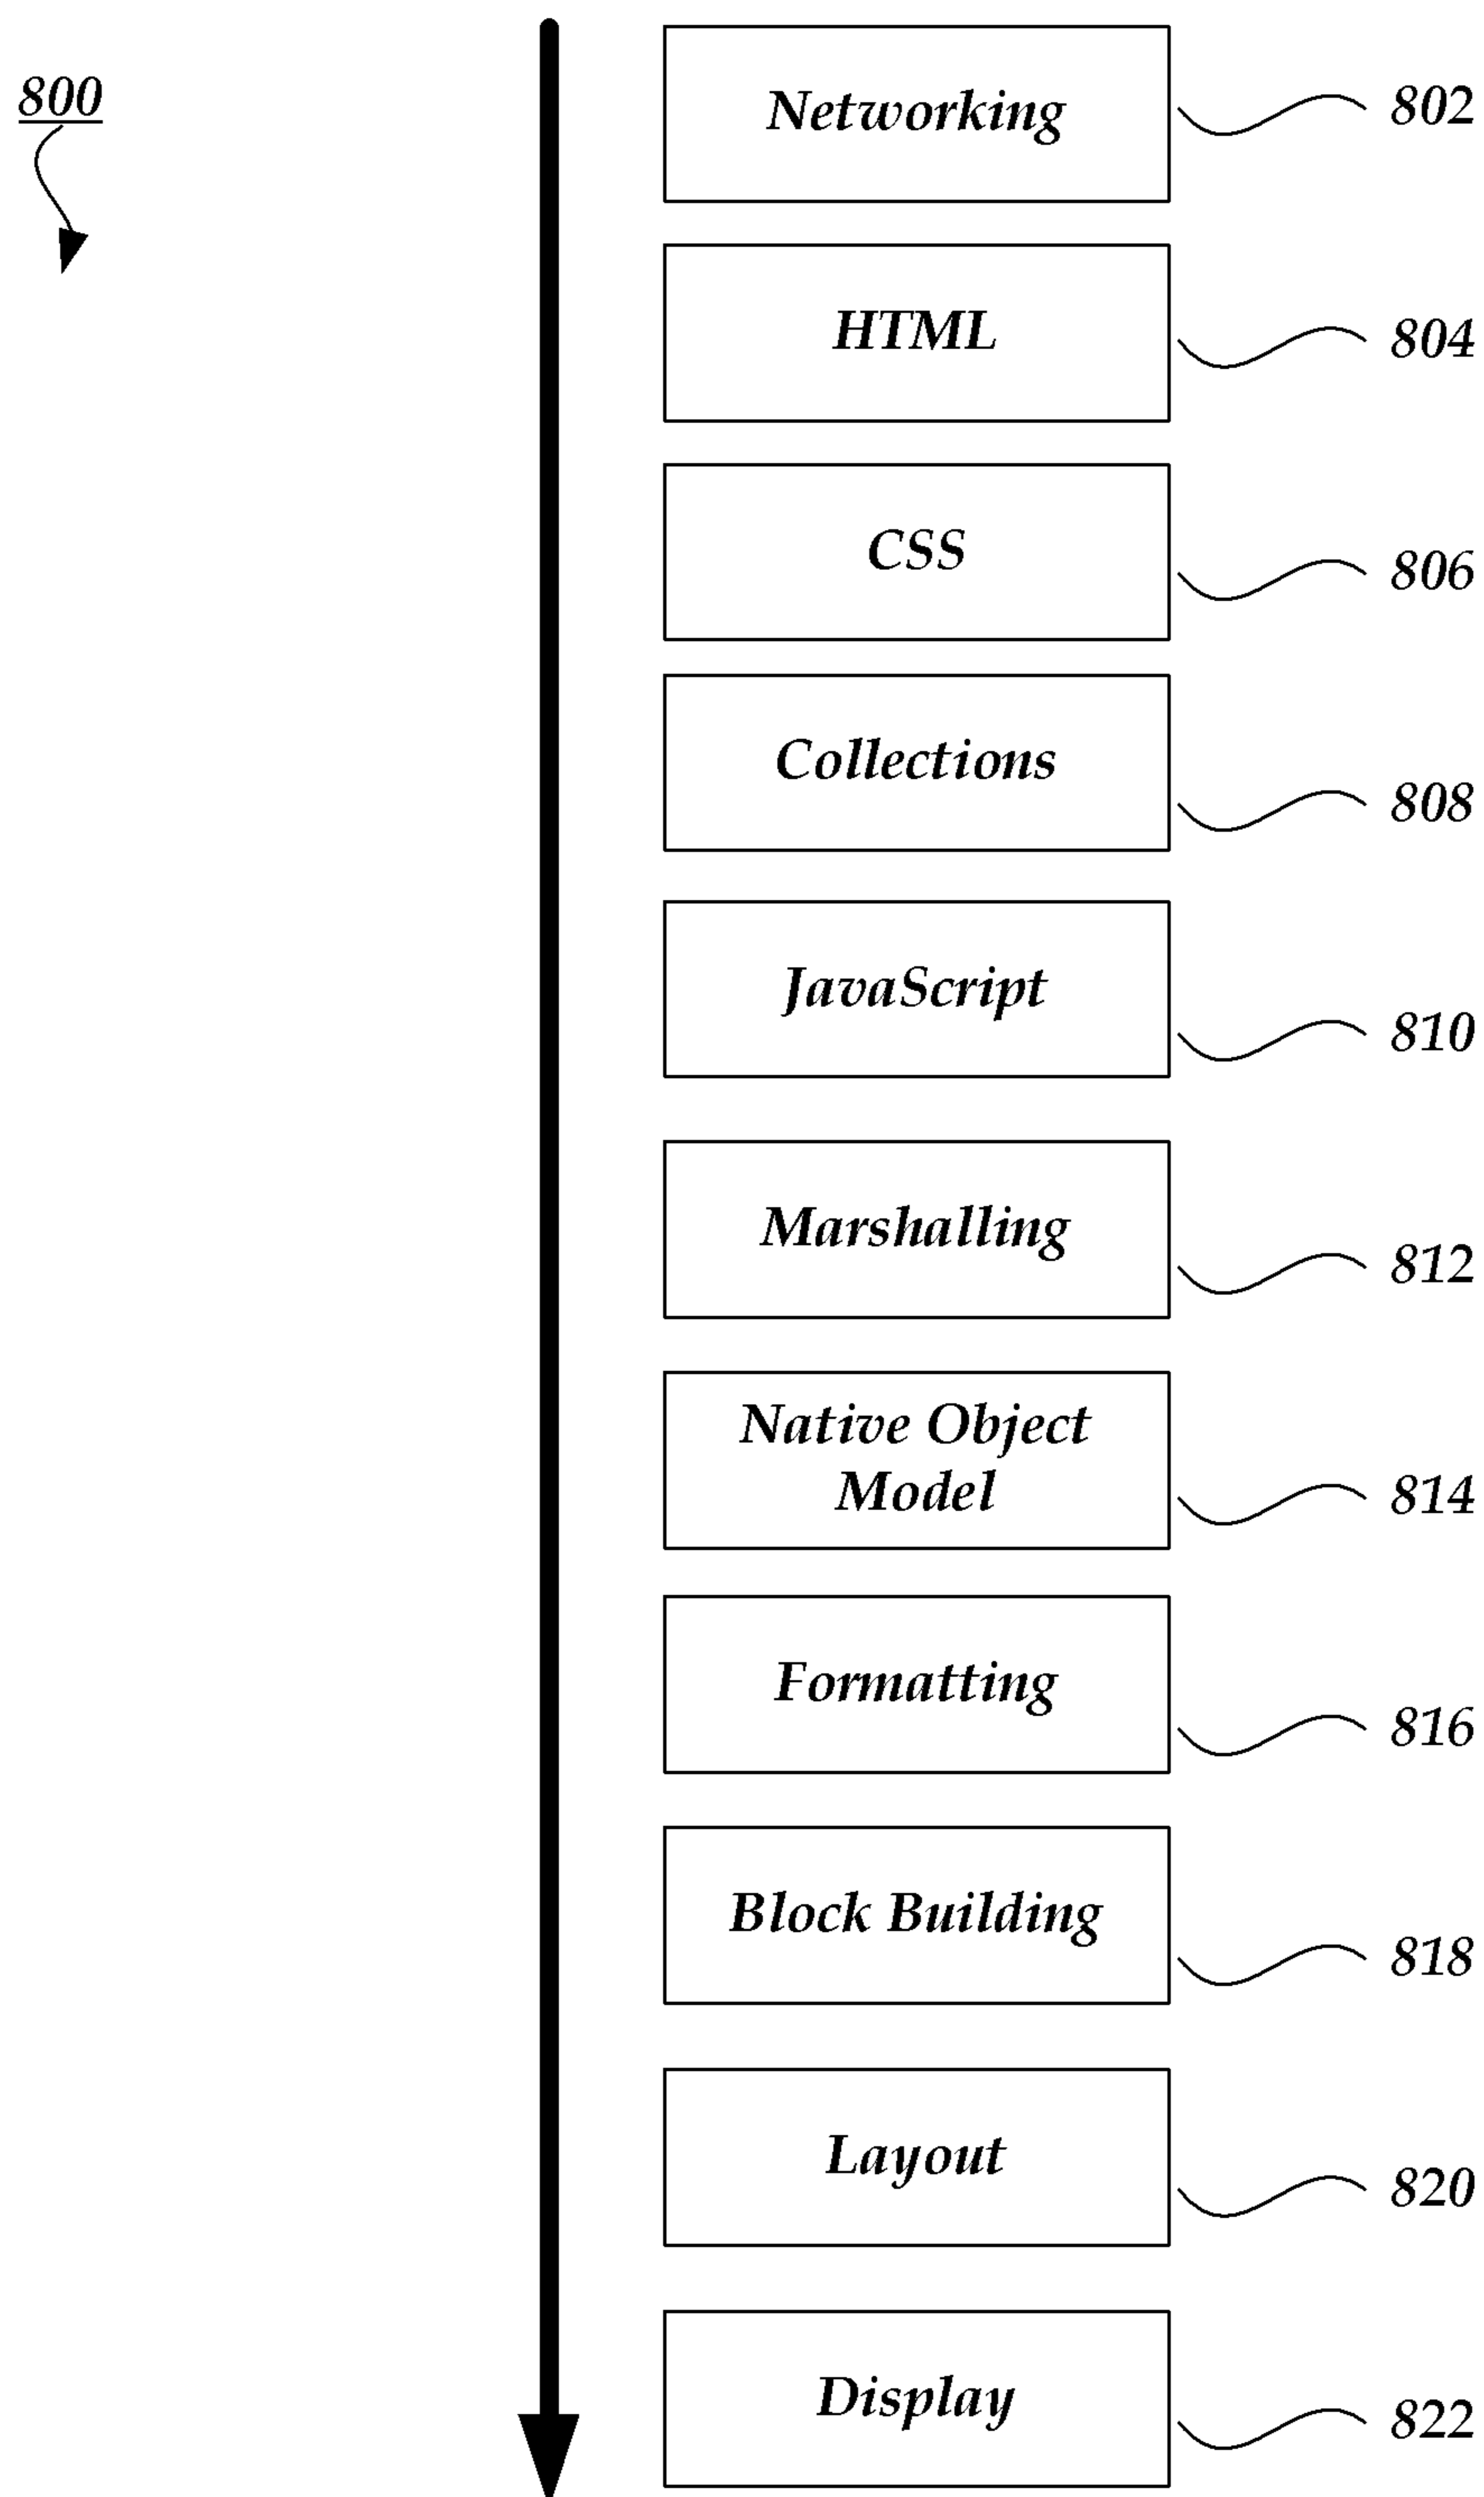 800
Networking
802
HTML
804
CSS
806
Collections
808
JavaScript
810
Marshalling
812
Native Object
Model
814
Formatting
816
Block Building
818
Layout
820
Display
822